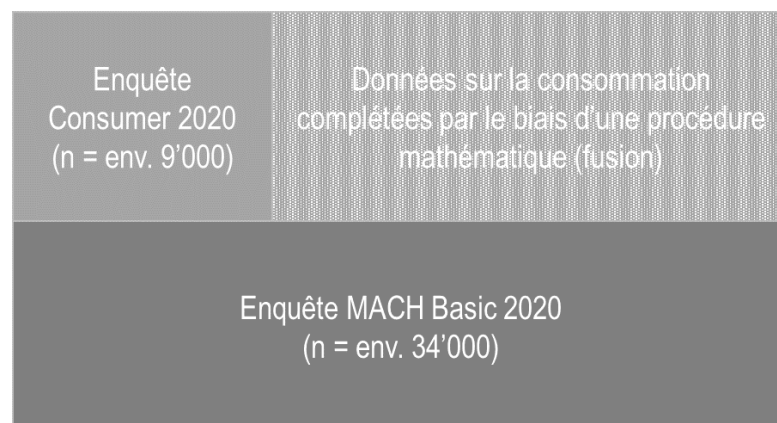 Enquête
Consumer 2020
(n = env. 9’000)
Données sur la consommation
complétées par le biais d’une procédure
mathématique (fusion)
Enquête MACH Basic 2020
(n = env. 34’000)